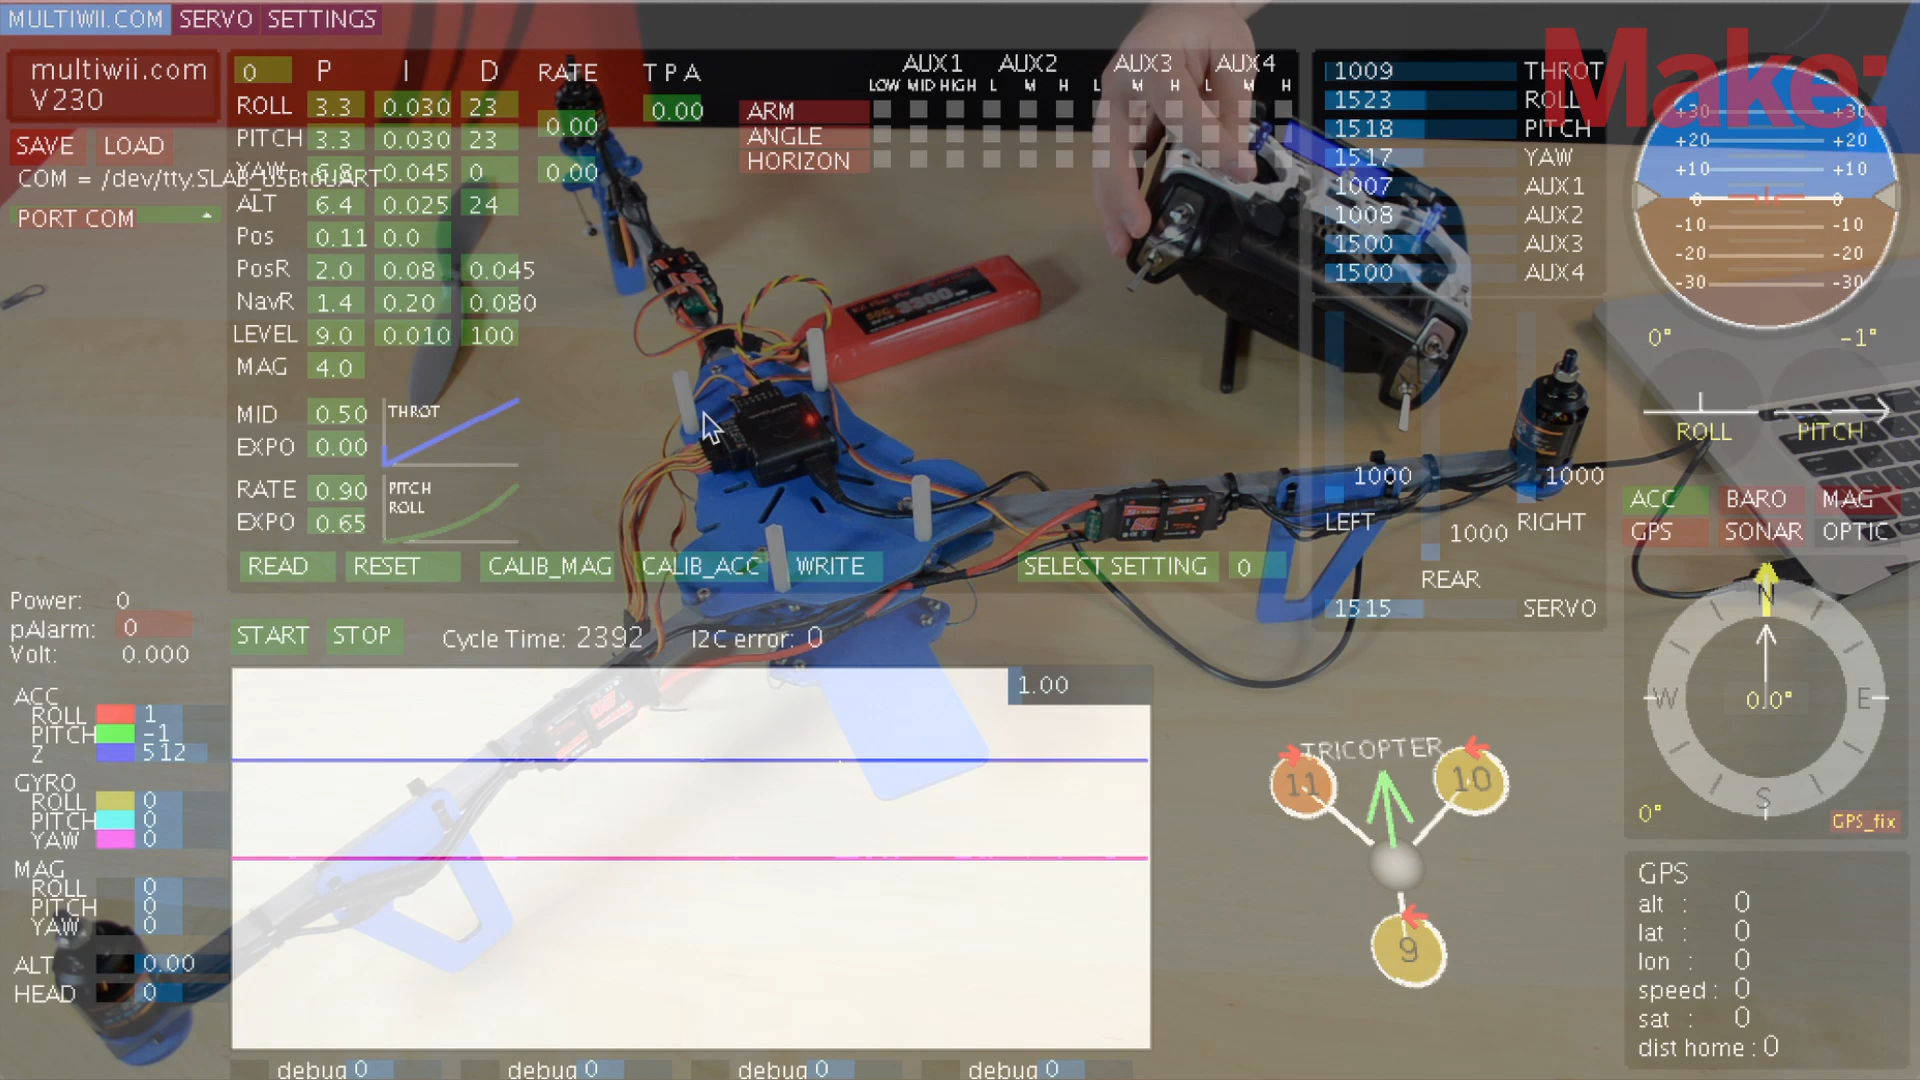 MULTIWII.COM SERVO SETTINGS
Make:
multiwii.com
V230
SAVE LOAD
COM = /dev/tty.SLAB_USBtoUART
PORT COM
0 P I D RATE T P A
ROLL 3.3 0.030 23 0.00 0.00
PITCH 3.3 0.030 23
YAW 6.8 0.045 0 0.00
ALT 6.4 0.025 24
Pos 0.11 0.0
PosR 2.0 0.08 0.045
NavR 1.4 0.20 0.080
LEVEL 9.0 0.010 100
MAG 4.0
MID 0.50 THROT
EXPO 0.00
RATE 0.90 PITCH
EXPO 0.65 ROLL
AUX1 AUX2 AUX3 AUX4
LOW MID HIGH L M H L M H L M H
ARM
ANGLE
HORIZON
READ RESET CALIB_MAG CALIB_ACC WRITE SELECT SETTING 0
1009 THROT
1523 ROLL
1518 PITCH
1517 YAW
1007 AUX1
1008 AUX2
1500 AUX3
1500 AUX4
1000 1000
LEFT RIGHT
1000
REAR
1515 SERVO
+30 +30
+20 +20
+10 +10
0 0
-10 -10
-20 -20
-30 -30
0° -1°
ROLL PITCH
ACC BARO MAG
GPS SONAR OPTIC
N
W 0.0° E
S
0° GPS_fix
Power: 0
pAlarm: 0
Volt: 0.000
START STOP Cycle Time: 2392 I2C error: 0
1.00
ACC
ROLL 1
PITCH -1
Z 512
GYRO
ROLL 0
PITCH 0
YAW 0
MAG
ROLL 0
PITCH 0
YAW 0
ALT 0.00
HEAD 0
TRICOPTER
11 10
9
GPS
alt : 0
lat : 0
lon : 0
speed : 0
sat : 0
dist home : 0
debug 0 debug 0 debug 0 debug 0